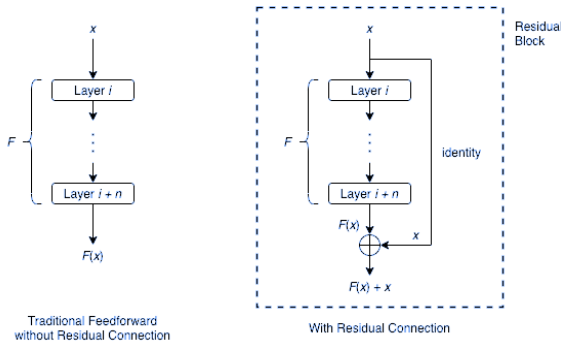 x
Layer i
F
Layer i + n
F(x)
Traditional Feedforward
without Residual Connection
Residual
Block
x
Layer i
F
identity
Layer i + n
F(x)
x
F(x) + x
With Residual Connection